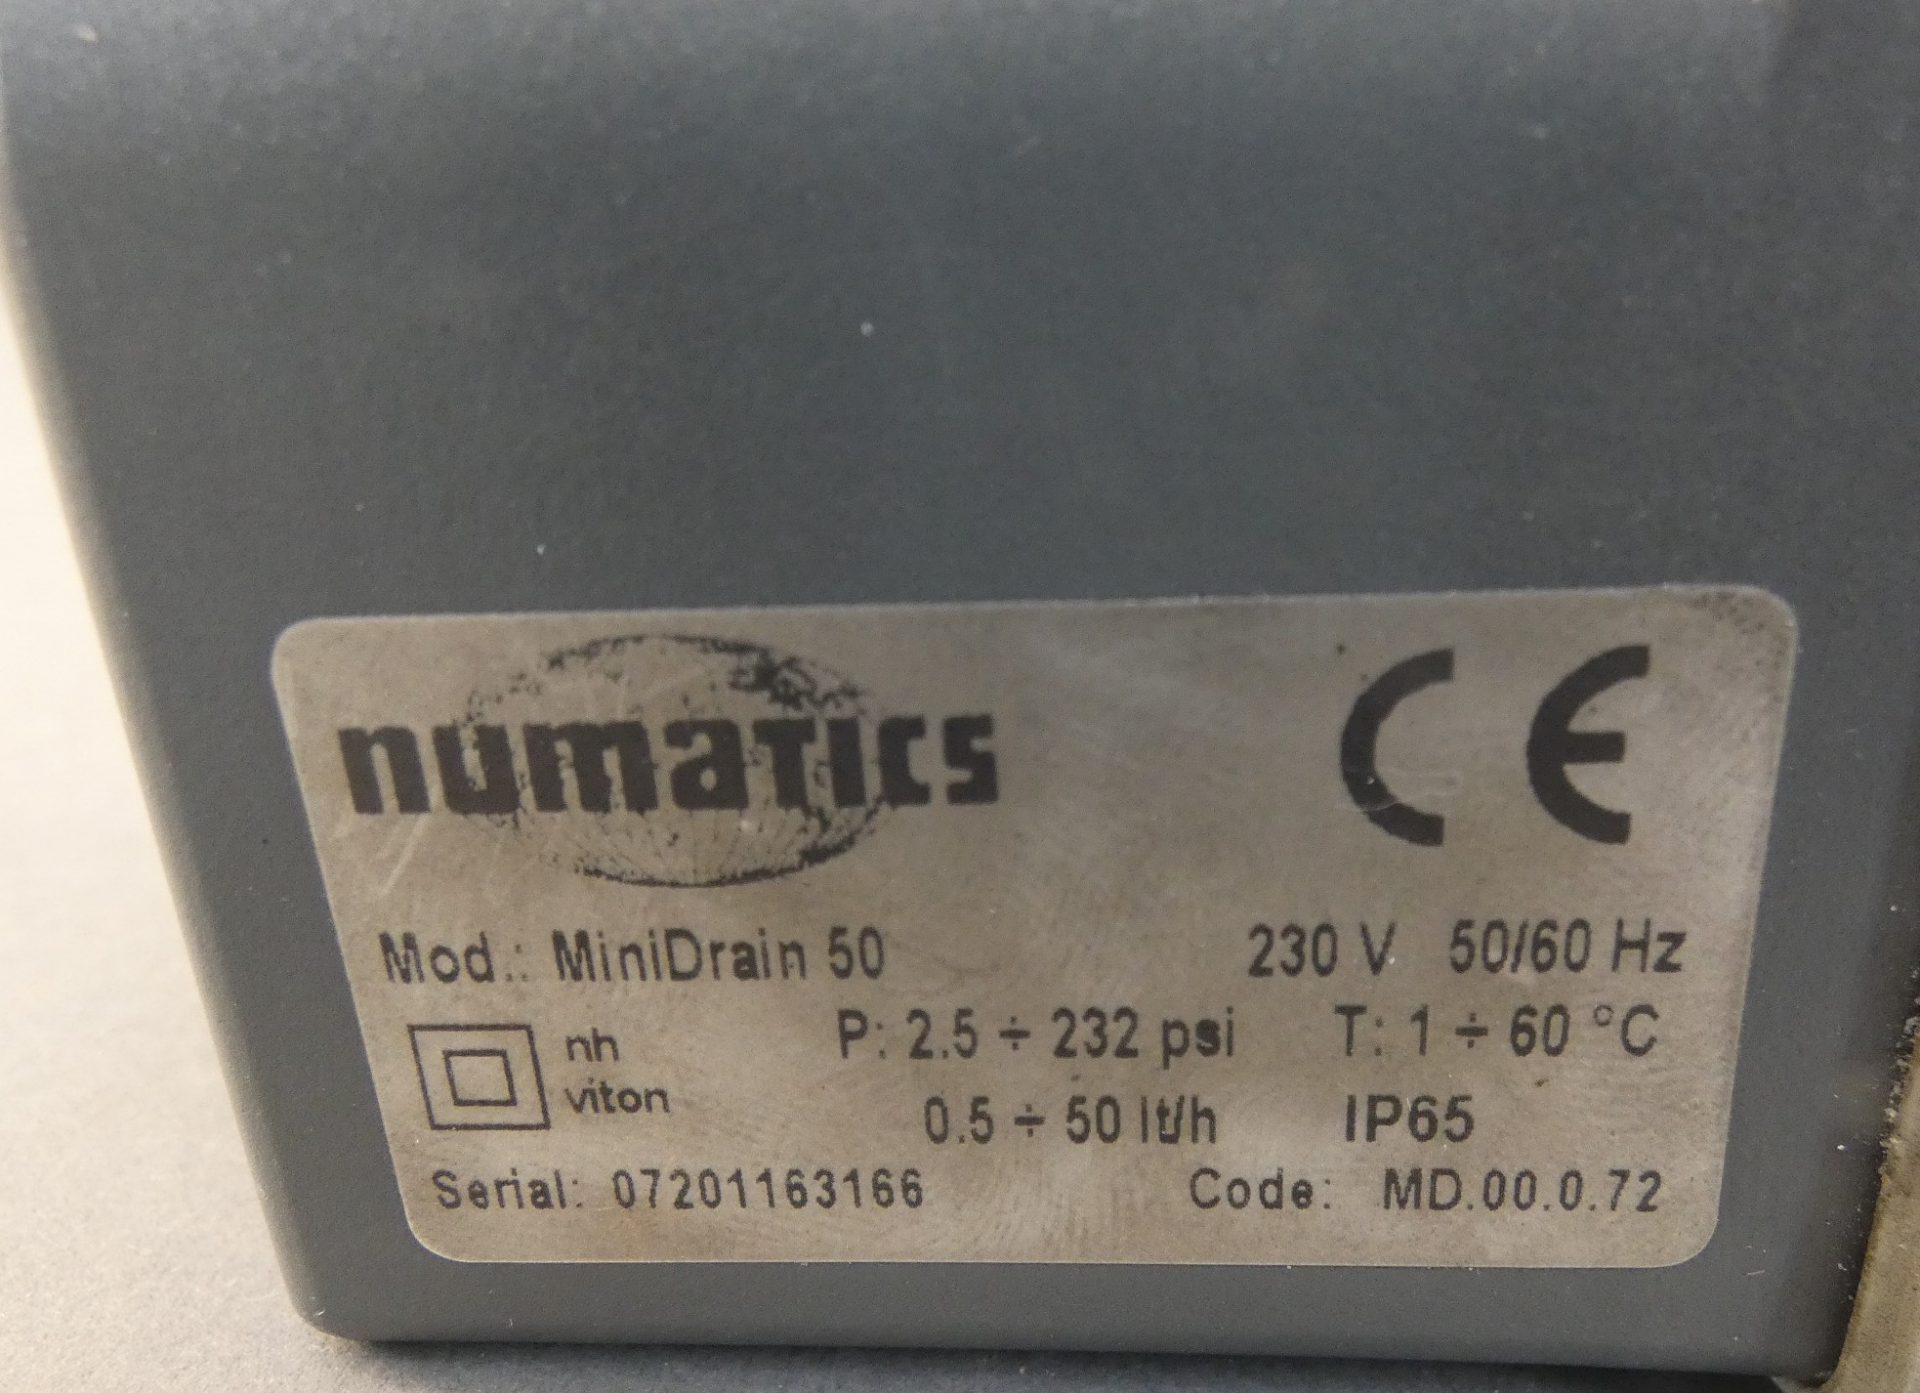 numatics CE
Mod.: MiniDrain 50 230 V 50/60 Hz
nh P: 2.5 ÷ 232 psi T: 1 ÷ 60 °C
viton 0.5 ÷ 50 lt/h IP65
Serial: 07201163166 Code: MD.00.0.72